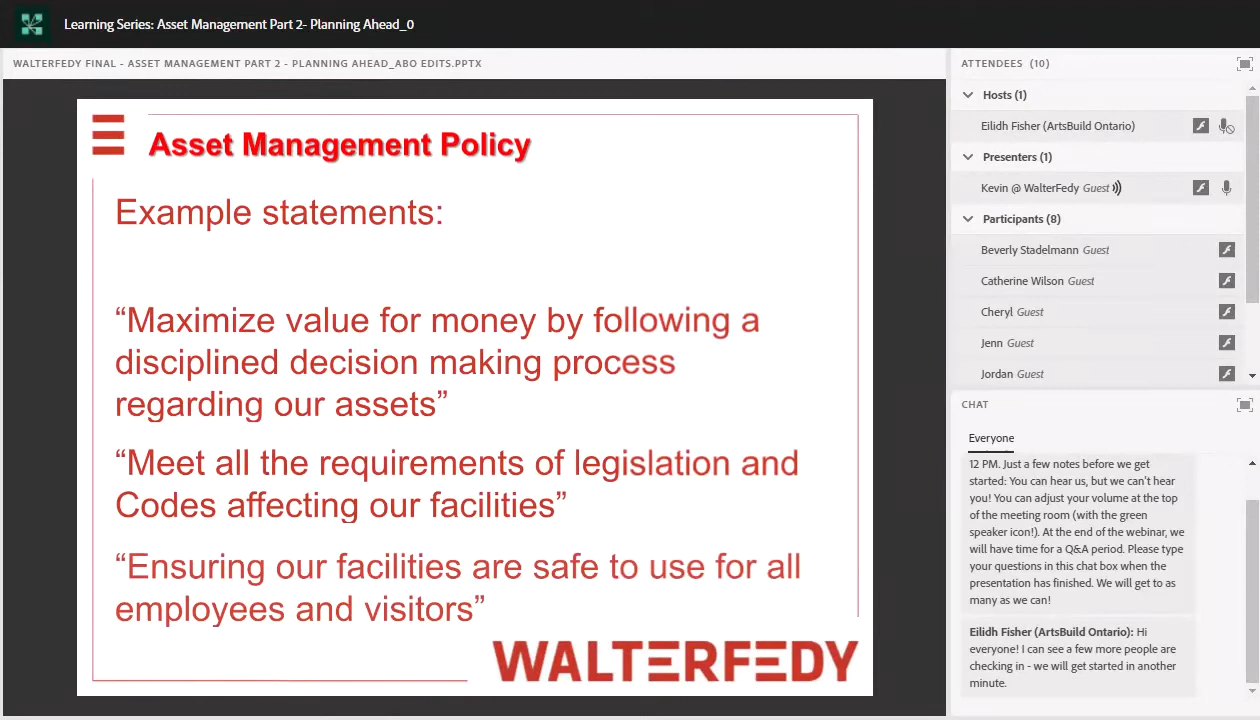 Learning Series: Asset Management Part 2- Planning Ahead_0
WALTERFEDY FINAL - ASSET MANAGEMENT PART 2 - PLANNING AHEAD_ABO EDITS.PPTX
Asset Management Policy
Example statements:
“Maximize value for money by following a
disciplined decision making process
regarding our assets”
“Meet all the requirements of legislation and
Codes affecting our facilities”
“Ensuring our facilities are safe to use for all
employees and visitors”
WALTERFEDY
ATTENDEES (10)
Hosts (1)
Eilidh Fisher (ArtsBuild Ontario)
Presenters (1)
Kevin @ WalterFedy Guest
Participants (8)
Beverly Stadelmann Guest
Catherine Wilson Guest
Cheryl Guest
Jenn Guest
Jordan Guest
CHAT
Everyone
12 PM. Just a few notes before we get
started: You can hear us, but we can't hear
you! You can adjust your volume at the top
of the meeting room (with the green
speaker icon!). At the end of the webinar, we
will have time for a Q&A period. Please type
your questions in this chat box when the
presentation has finished. We will get to as
many as we can!
Eilidh Fisher (ArtsBuild Ontario): Hi
everyone! I can see a few more people are
checking in - we will get started in another
minute.